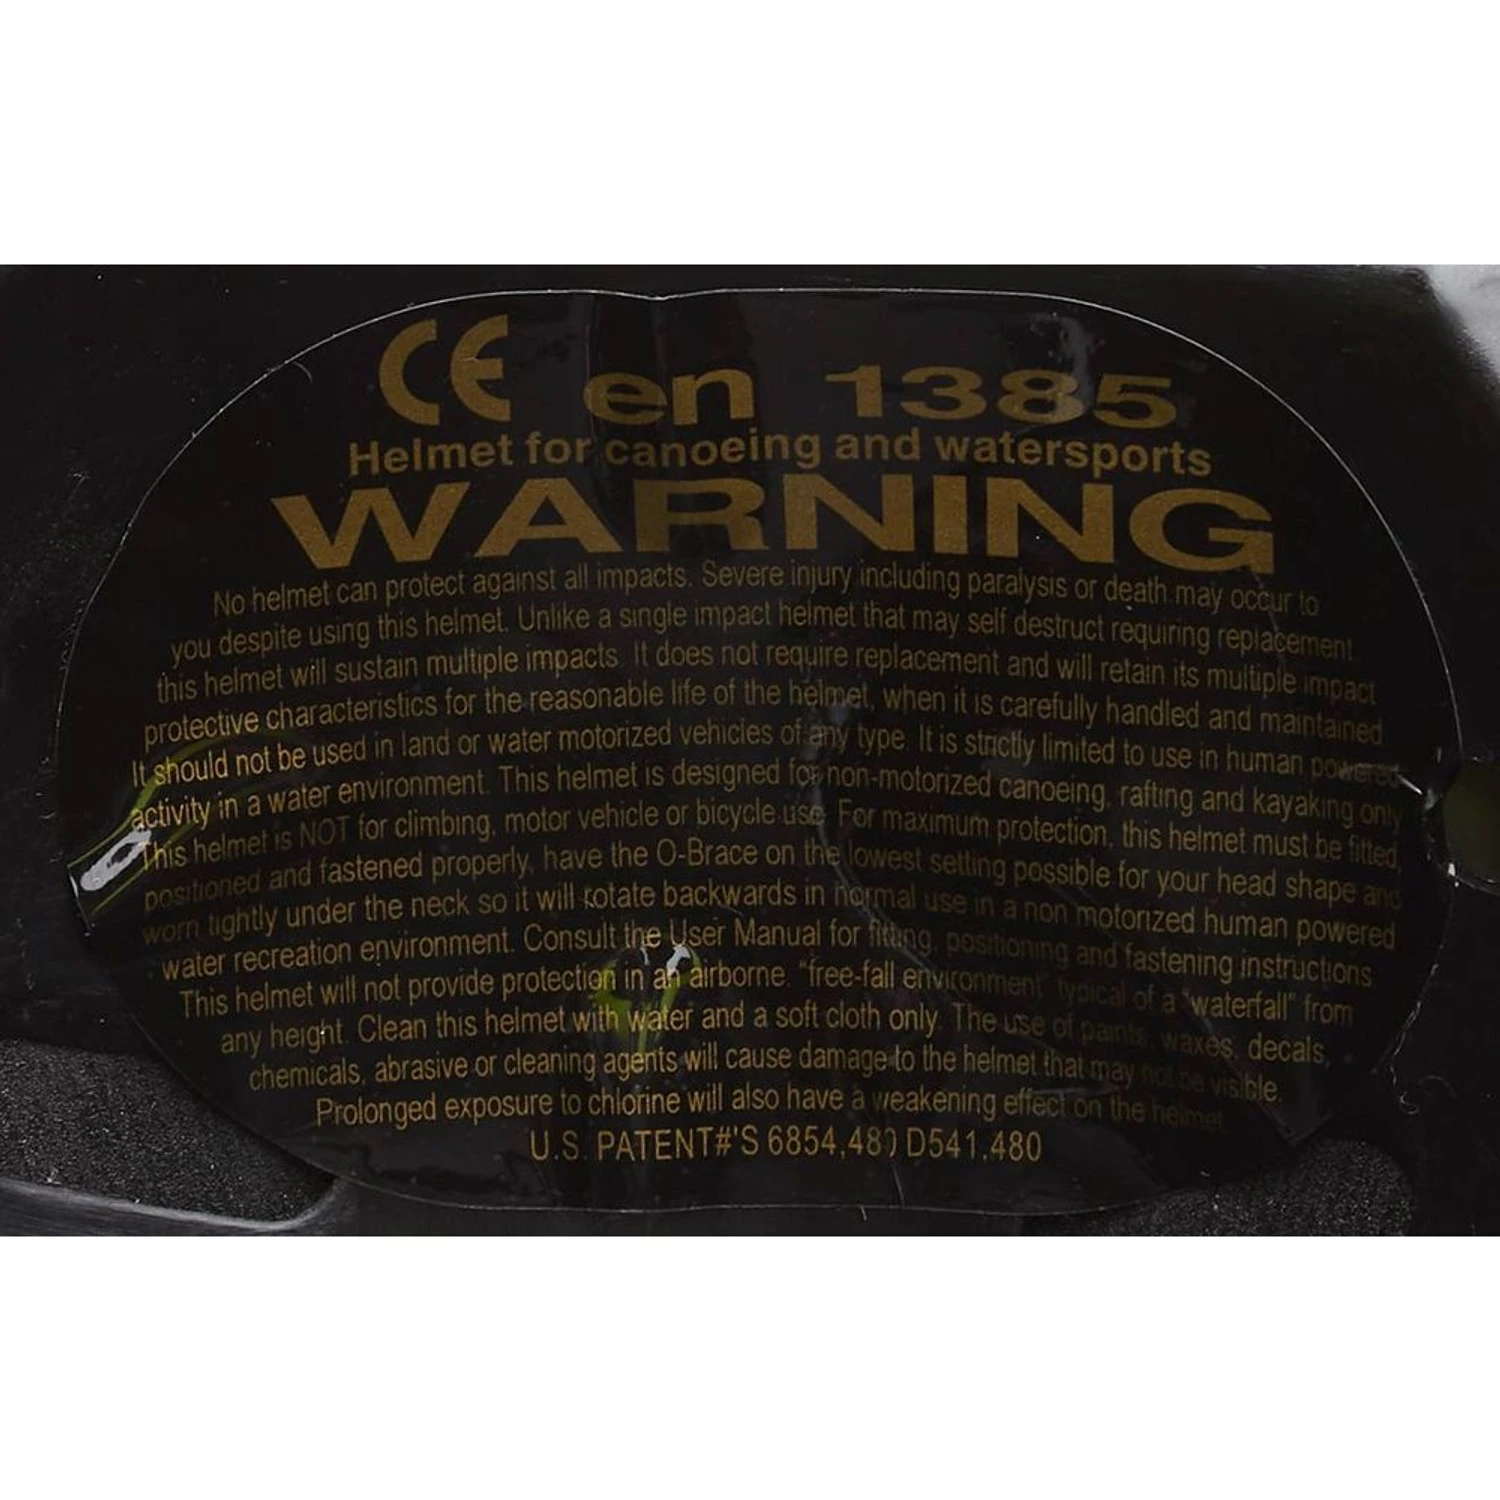 CE en 1385
Helmet for canoeing and watersports
WARNING
No helmet can protect against all impacts. Severe injury including paralysis or death may occur to
you despite using this helmet. Unlike a single impact helmet that may self destruct requiring replacement
this helmet will sustain multiple impacts. It does not require replacement and will retain its multiple impact
protective characteristics for the reasonable life of the helmet, when it is carefully handled and maintained
It should not be used in land or water motorized vehicles of any type. It is strictly limited to use in human powered
activity in a water environment. This helmet is designed for non-motorized canoeing, rafting and kayaking only
This helmet is NOT for climbing, motor vehicle or bicycle use. For maximum protection, this helmet must be fitted,
positioned and fastened properly, have the O-Brace on the lowest setting possible for your head shape and
worn tightly under the neck so it will rotate backwards in normal use in a non motorized human powered
water recreation environment. Consult the User Manual for fitting, positioning and fastening instructions
This helmet will not provide protection in an airborne. "free-fall environment" typical of a "waterfall" from
any height. Clean this helmet with water and a soft cloth only. The use of paints, waxes, decals,
chemicals, abrasive or cleaning agents will cause damage to the helmet that may not be visible.
Prolonged exposure to chlorine will also have a weakening effect on the helmet
U.S. PATENT#'S 6854,480 D541,480